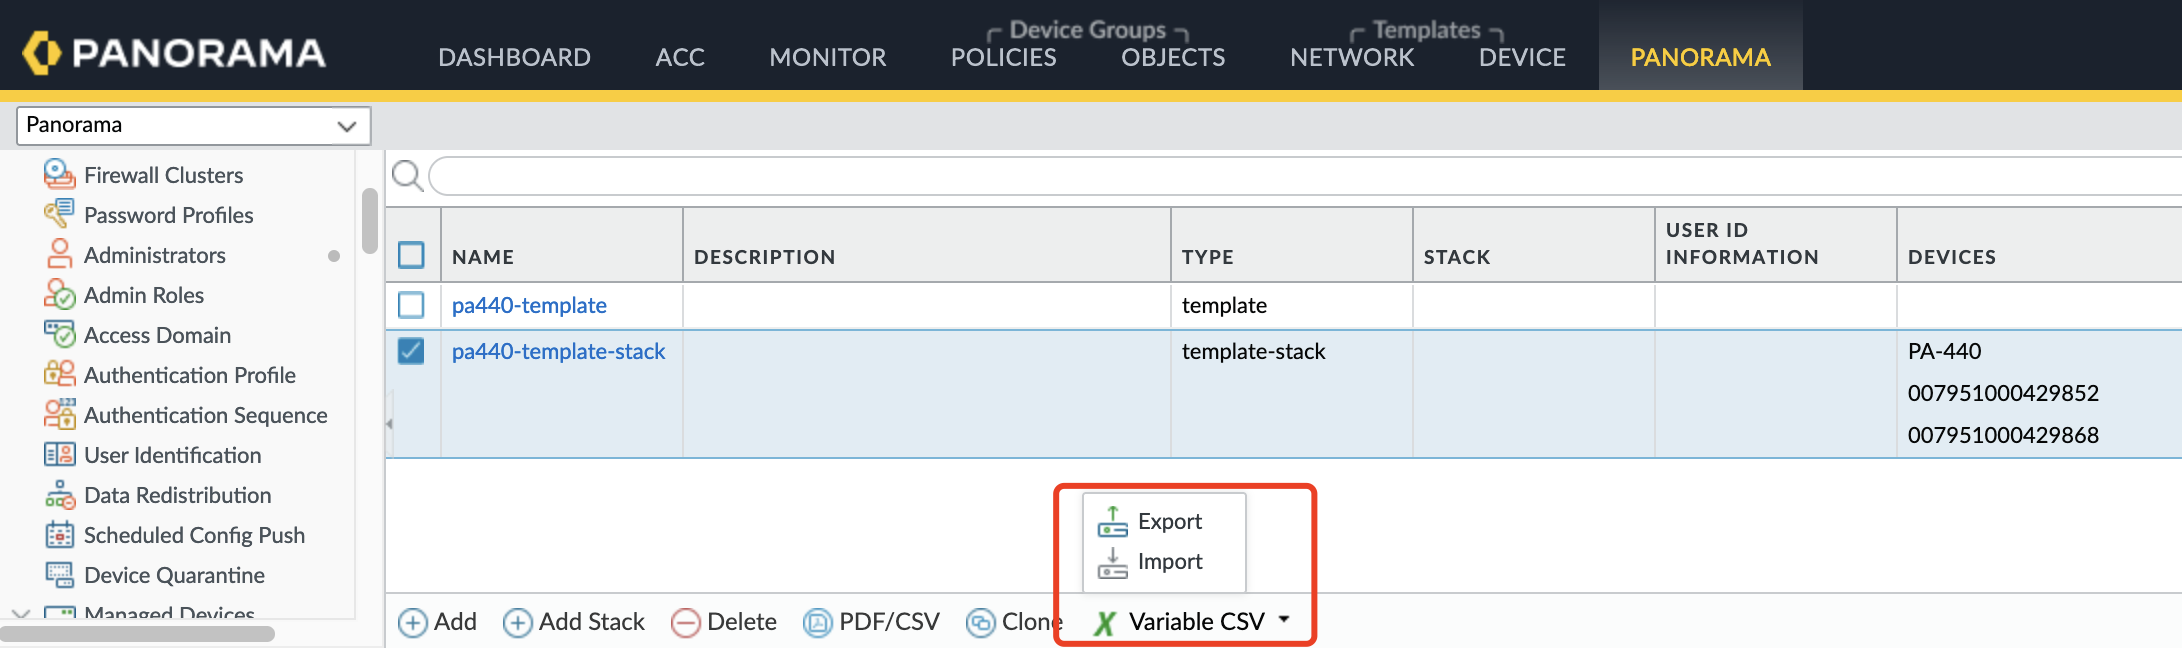 PANORAMA
Device Groups
Templates
DASHBOARD ACC MONITOR POLICIES OBJECTS NETWORK DEVICE PANORAMA
Panorama
Firewall Clusters
Password Profiles
Administrators
Admin Roles
Access Domain
Authentication Profile
Authentication Sequence
User Identification
Data Redistribution
Scheduled Config Push
Device Quarantine
Managed Devices
NAME DESCRIPTION TYPE STACK USER ID INFORMATION DEVICES
pa440-template template
pa440-template-stack template-stack PA-440
007951000429852
007951000429868
Export
Import
Add Add Stack Delete PDF/CSV Clone Variable CSV